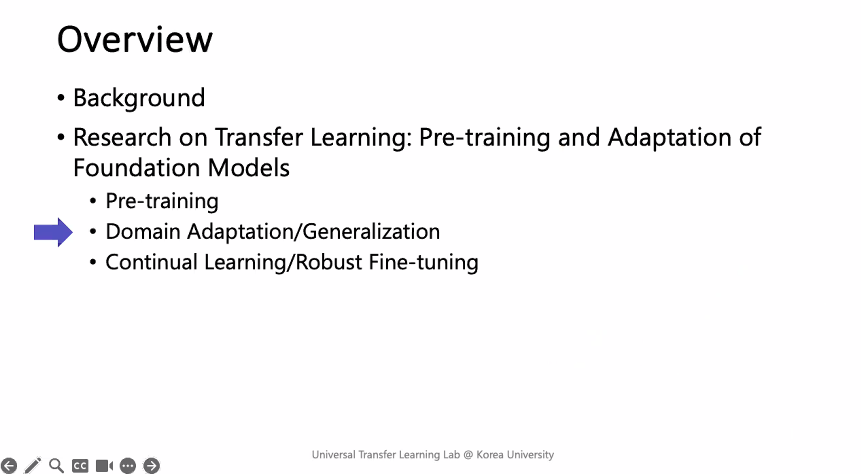 Overview
• Background
• Research on Transfer Learning: Pre-training and Adaptation of
Foundation Models
• Pre-training
• Domain Adaptation/Generalization
• Continual Learning/Robust Fine-tuning
Universal Transfer Learning Lab @ Korea University
CC